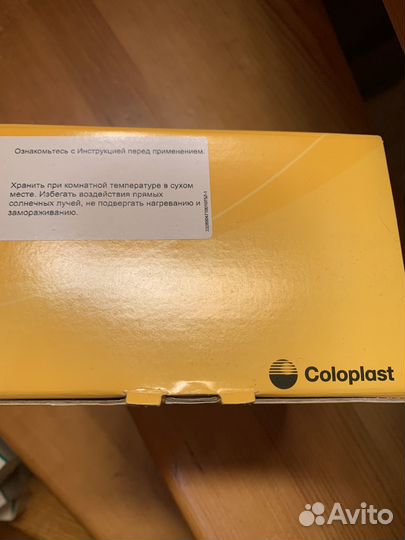 Ознакомьтесь с Инструкцией перед применением.
Хранить при комнатной температуре в сухом
месте. Избегать воздействия прямых
солнечных лучей, не подвергать нагреванию и
замораживанию.
Coloplast
Avito